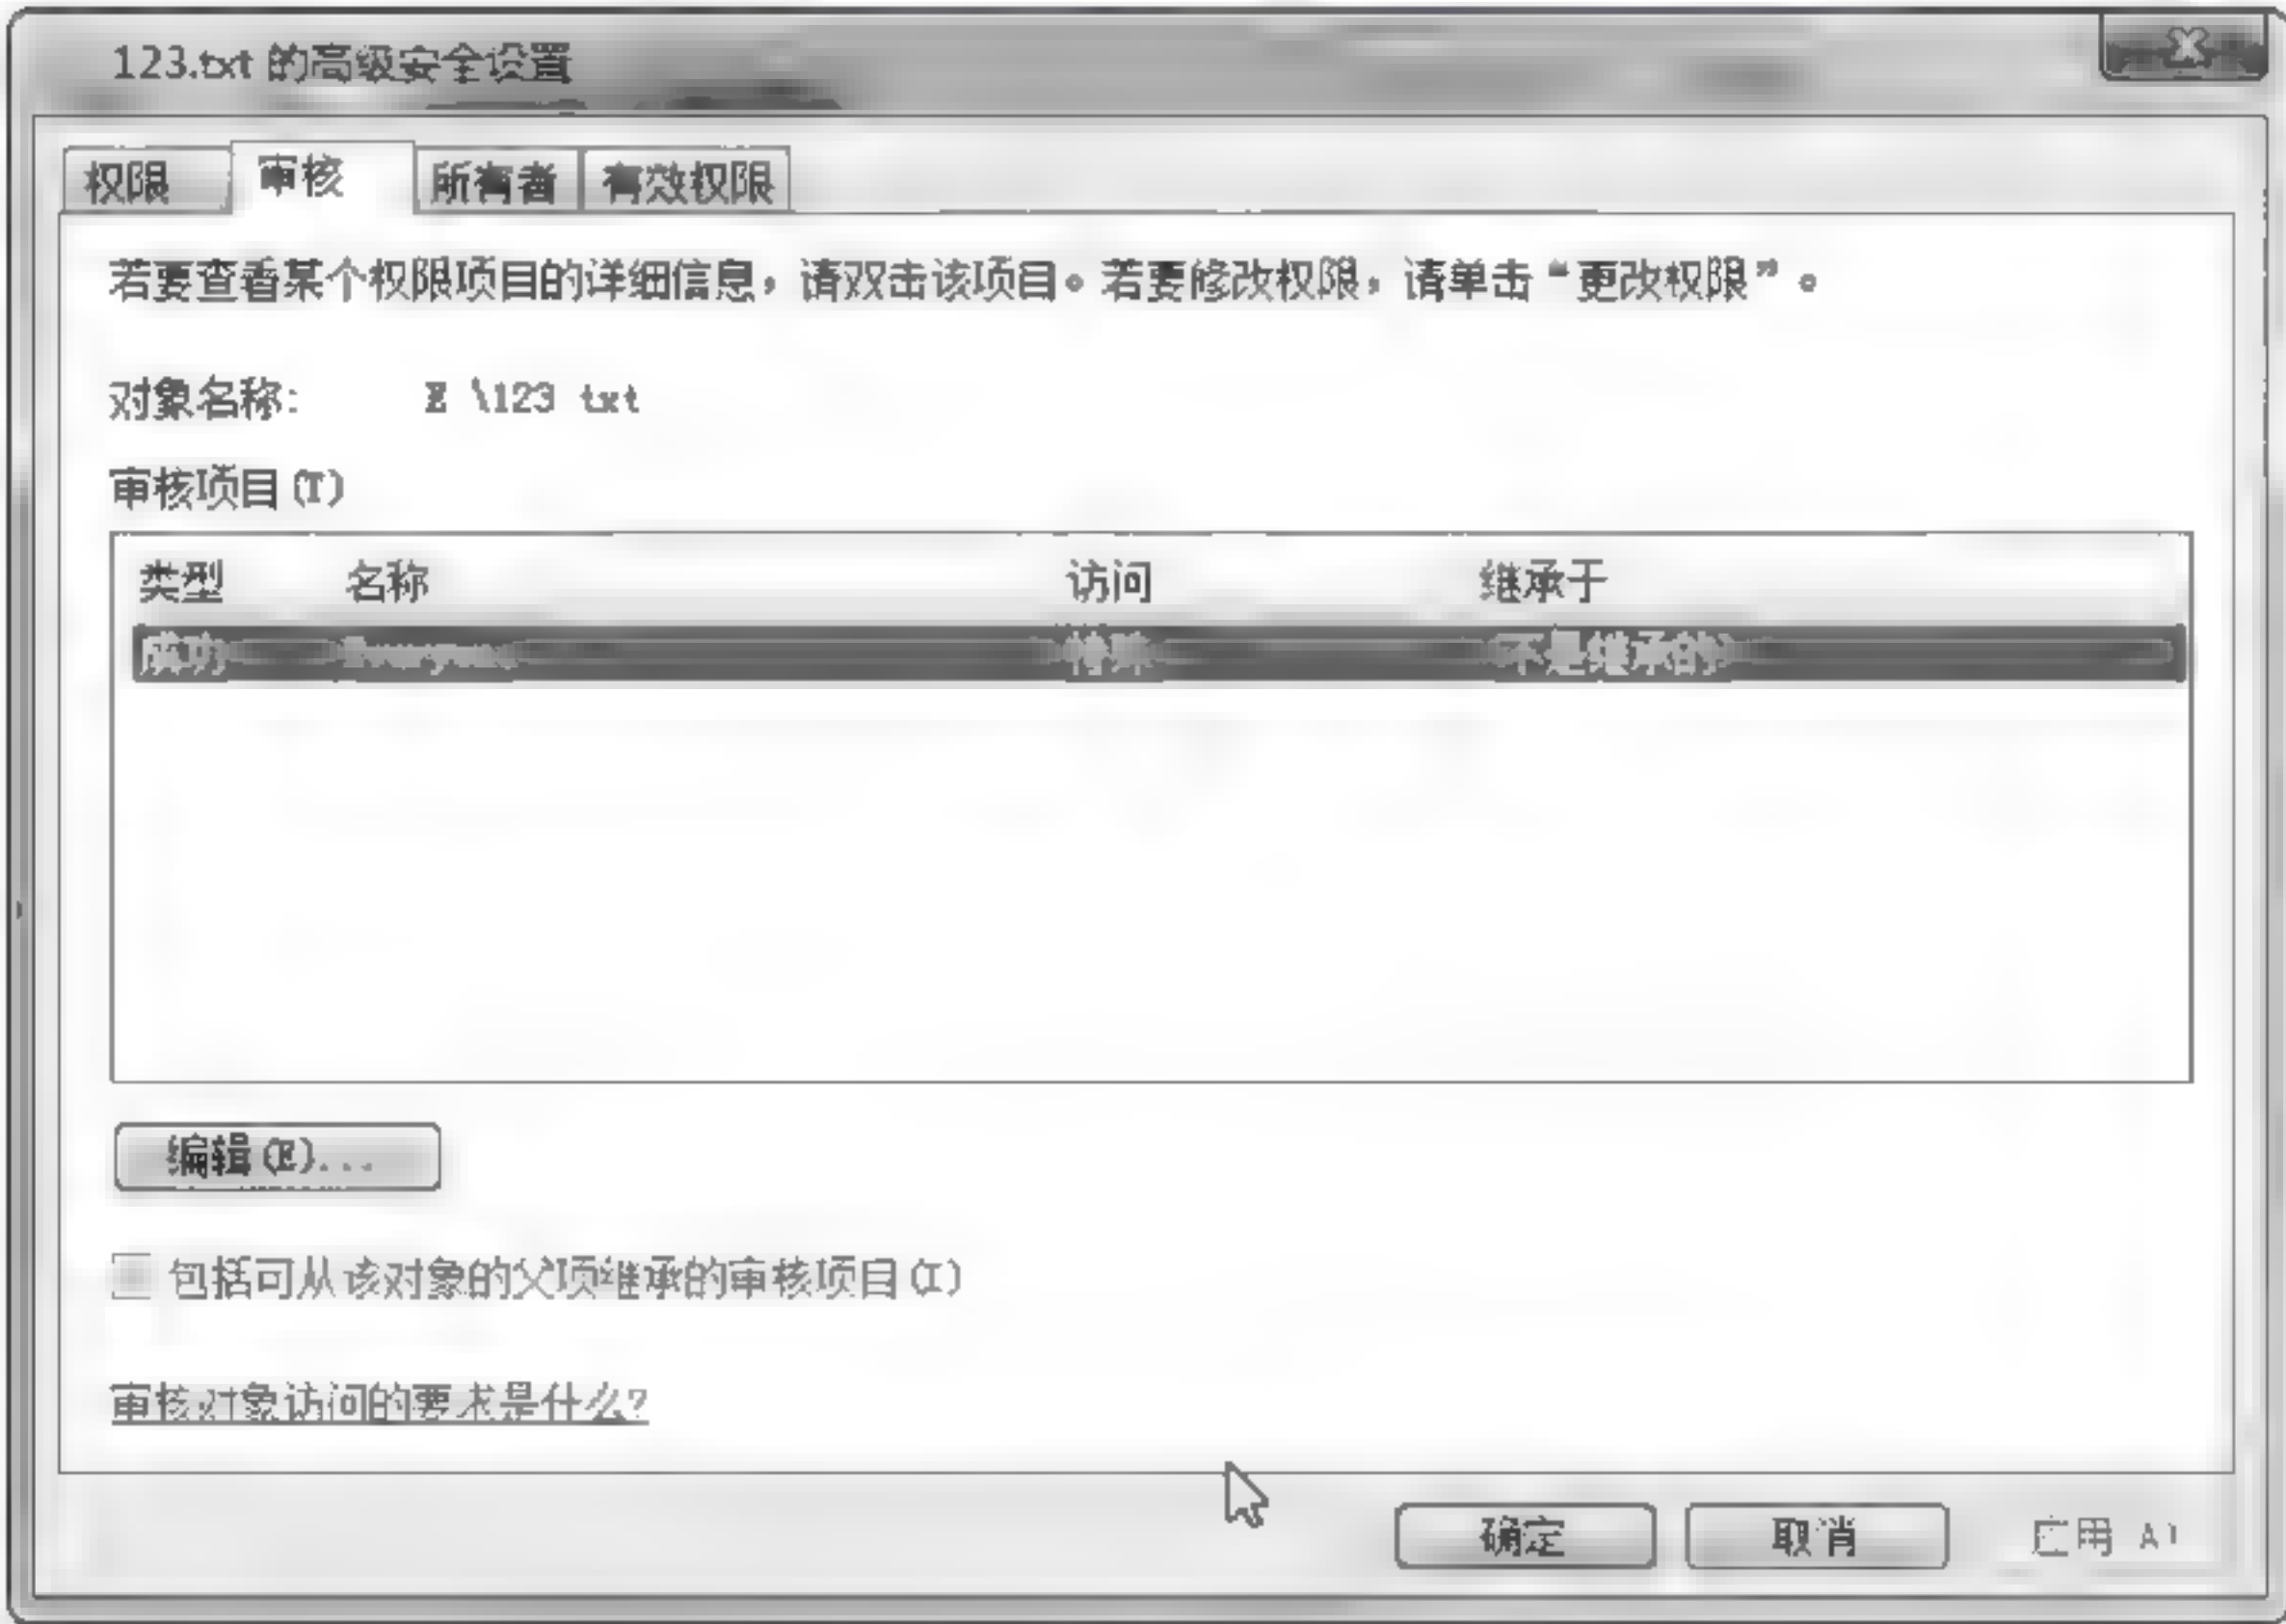 123.txt 的高级安全设置
权限 审核 所有者 有效权限
若要查看某个权限项目的详细信息，请双击该项目。若要修改权限，请单击“更改权限”。
对象名称: E \123 txt
审核项目(T)
类型 名称 访问 继承于
成功 Everyone 特殊 <不是继承的>
编辑(E)...
包括可从该对象的父项继承的审核项目(I)
审核对象访问的要求是什么?
确定 取消 应用 A)